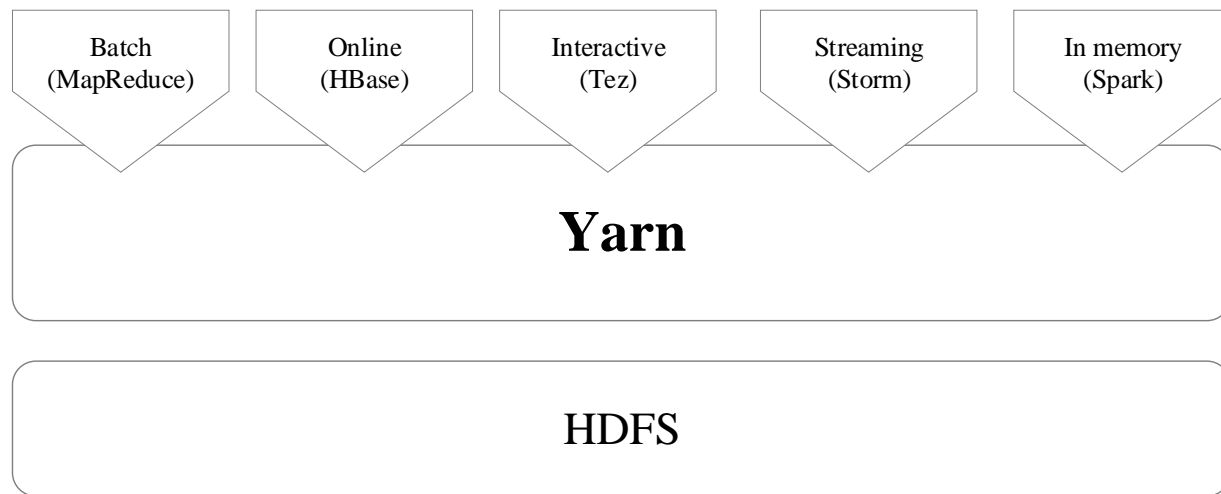 Batch
(MapReduce)
Online
(HBase)
Interactive
(Tez)
Streaming
(Storm)
In memory
(Spark)
Yarn
HDFS